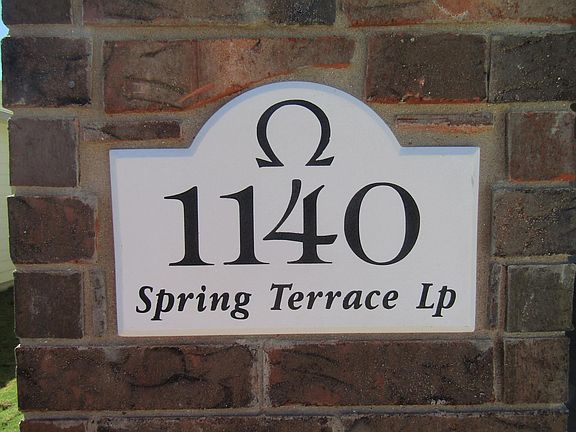 Ω
1140
Spring Terrace Lp